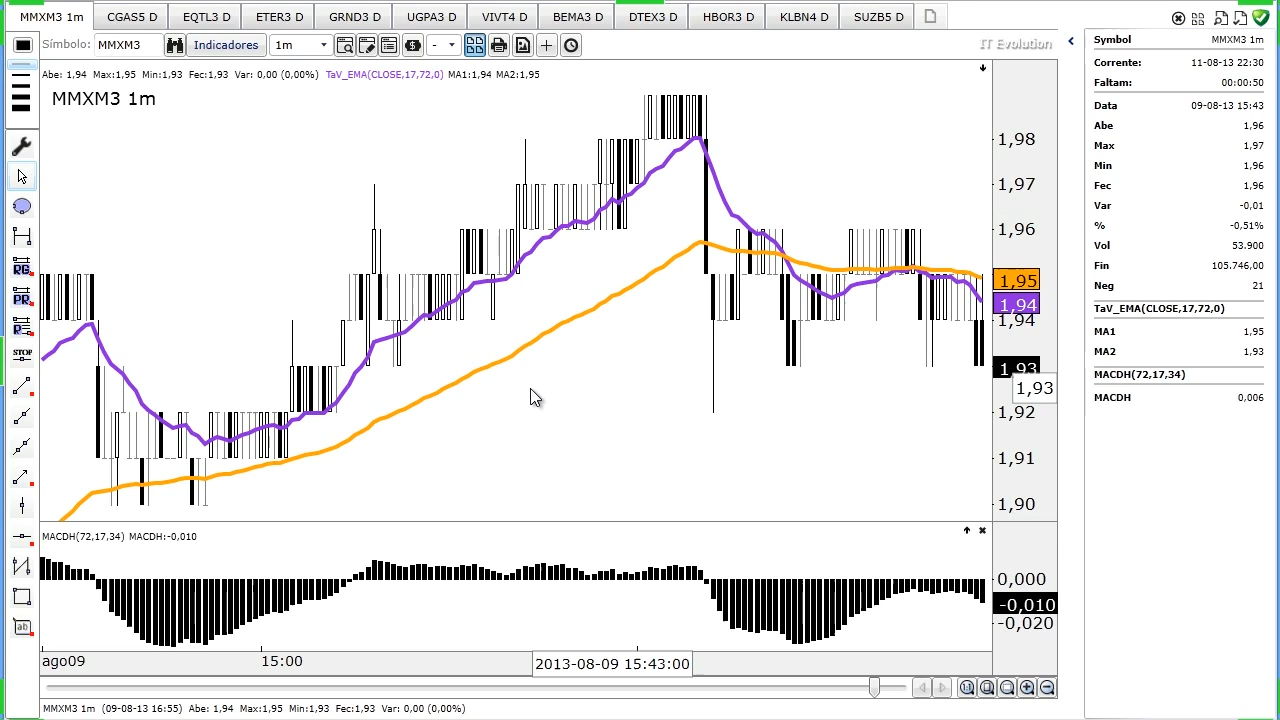 MMXM3 1m CGAS5 D EQTL3 D ETER3 D GRND3 D UGPA3 D VIVT4 D BEMA3 D DTEX3 D HBOR3 D KLBN4 D SUZB5 D
Símbolo: MMXM3 Indicadores 1m - IT Evolution
Abe: 1,94 Max:1,95 Min:1,93 Fec:1,93 Var: 0,00 (0,00%) TaV_EMA(CLOSE,17,72,0) MA1:1,94 MA2:1,95
MMXM3 1m
1,98
1,97
1,96
1,95
1,94
1,94
1,93
1,93
1,92
1,91
1,90
RG
PR
P
STOP
ab
MACDH(72,17,34) MACDH:-0,010
0,000
-0,010
-0,020
ago09 15:00 2013-08-09 15:43:00
MMXM3 1m (09-08-13 16:55) Abe: 1,94 Max:1,95 Min:1,93 Fec:1,93 Var: 0,00 (0,00%)
Symbol MMXM3 1m
Corrente: 11-08-13 22:30
Faltam: 00:00:50
Data 09-08-13 15:43
Abe 1,96
Max 1,97
Min 1,96
Fec 1,96
Var -0,01
% -0,51%
Vol 53.900
Fin 105.746,00
Neg 21
TaV_EMA(CLOSE,17,72,0)
MA1 1,95
MA2 1,93
MACDH(72,17,34)
MACDH 0,006